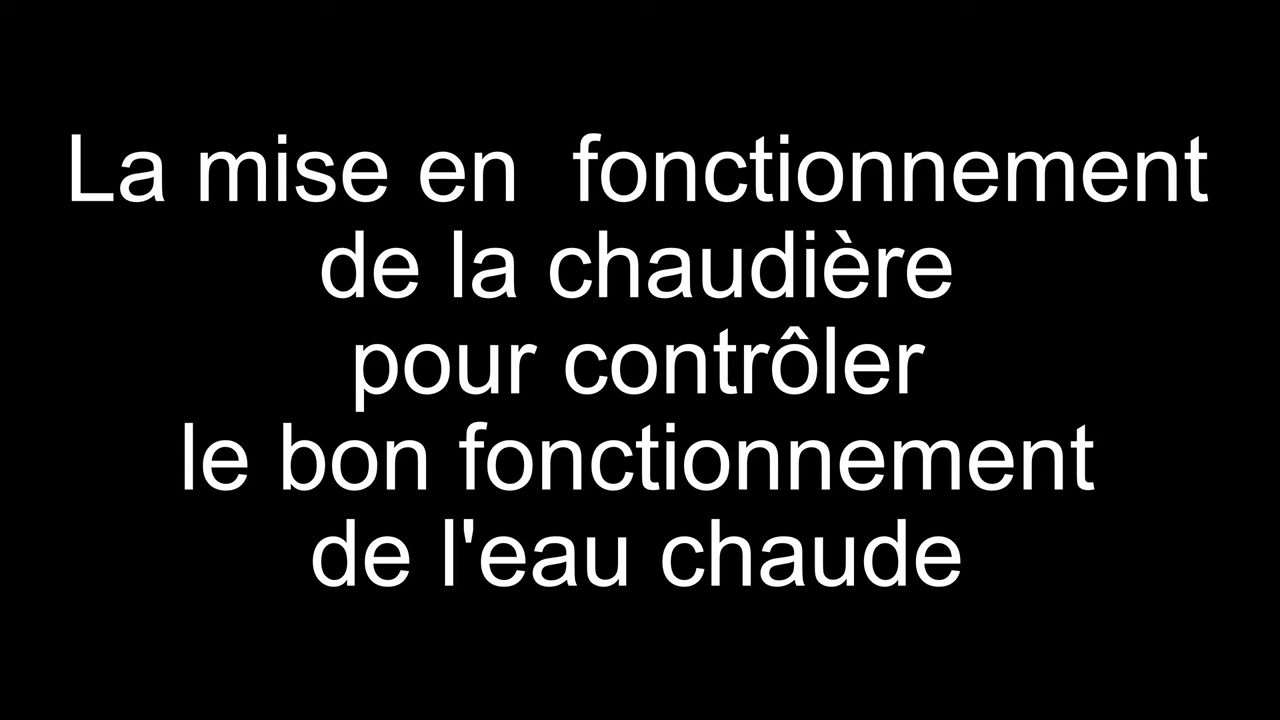 La mise en  fonctionnement
de la chaudière
pour contrôler
le bon fonctionnement
de l'eau chaude